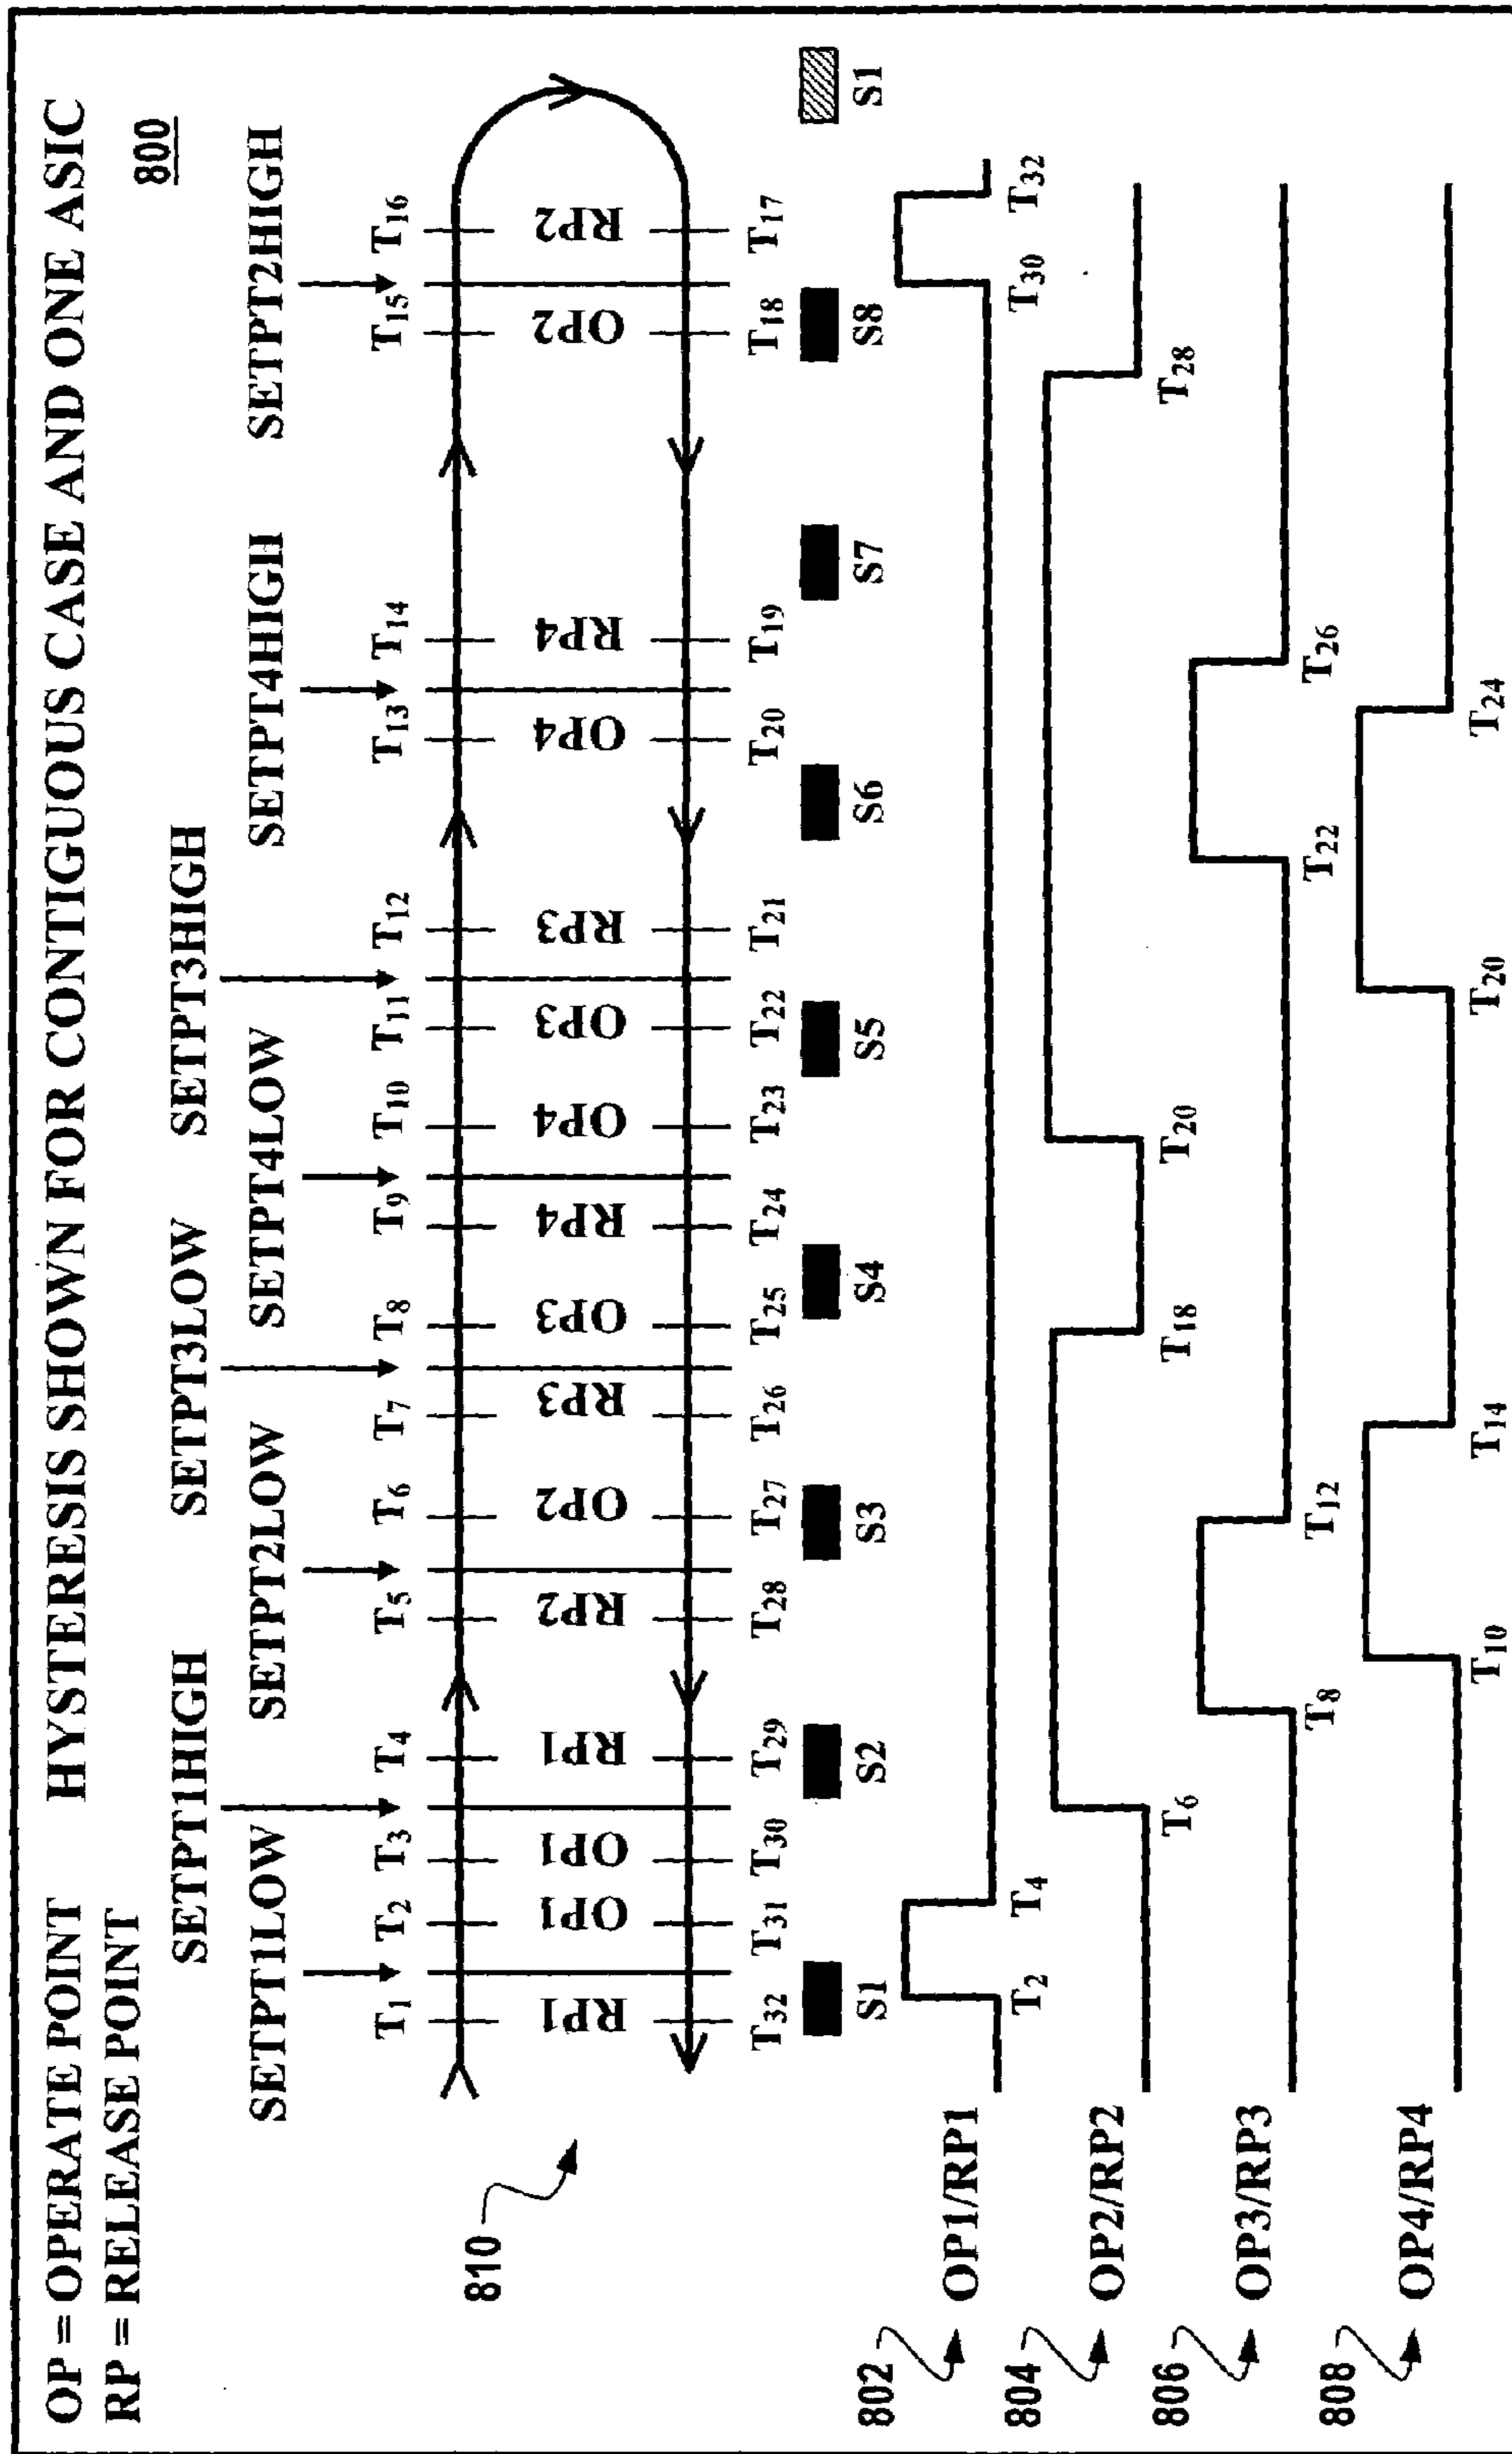 OP = OPERATE POINT HYSTERESIS SHOWN FOR CONTIGUOUS CASE AND ONE ASIC
RP = RELEASE POINT
800
SETPT1HIGH SETPT3LOW SETPT3HIGH
SETPT1LOW SETPT2LOW SETPT4LOW SETPT4HIGH SETPT2HIGH
T1 T2 T3 T4 T5 T6 T7 T8 T9 T10 T11 T12 T13 T14 T15 T16
810
RP1 OP1 OP1 RP1 RP2 OP2 RP3 OP3 RP4 OP4 OP3 RP3 OP4 RP4 OP2 RP2
T32 T31 T30 T29 T28 T27 T26 T25 T24 T23 T22 T21 T20 T19 T18 T17
S1 S2 S3 S4 S5 S6 S7 S8 S1
802 OP1/RP1
T2 T4 T30 T32
804 OP2/RP2
T6 T18 T20 T28
806 OP3/RP3
T8 T12 T22 T26
808 OP4/RP4
T10 T14 T20 T24